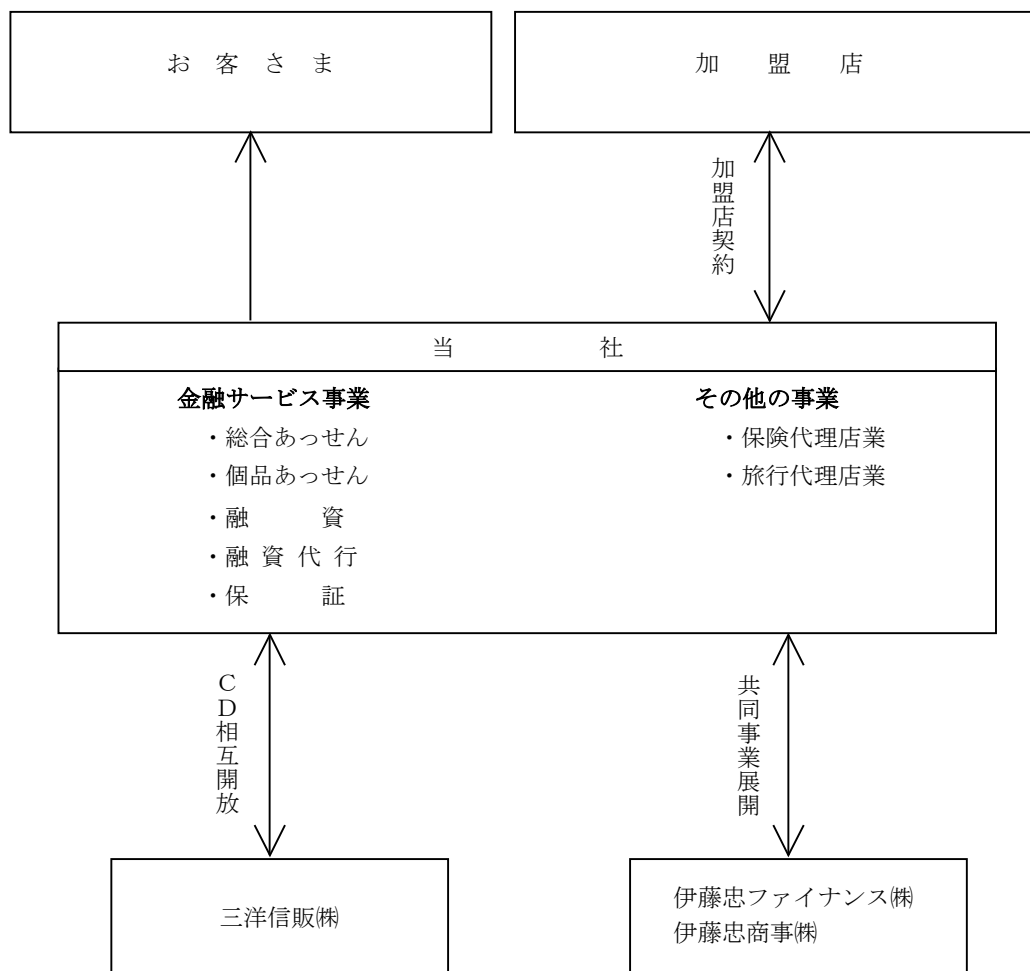 お客さま
加盟店
加盟店契約
当社
金融サービス事業
・総合あっせん
・個品あっせん
・融資
・融資代行
・保証
その他の事業
・保険代理店業
・旅行代理店業
CD相互開放
共同事業展開
三洋信販㈱
伊藤忠ファイナンス㈱
伊藤忠商事㈱